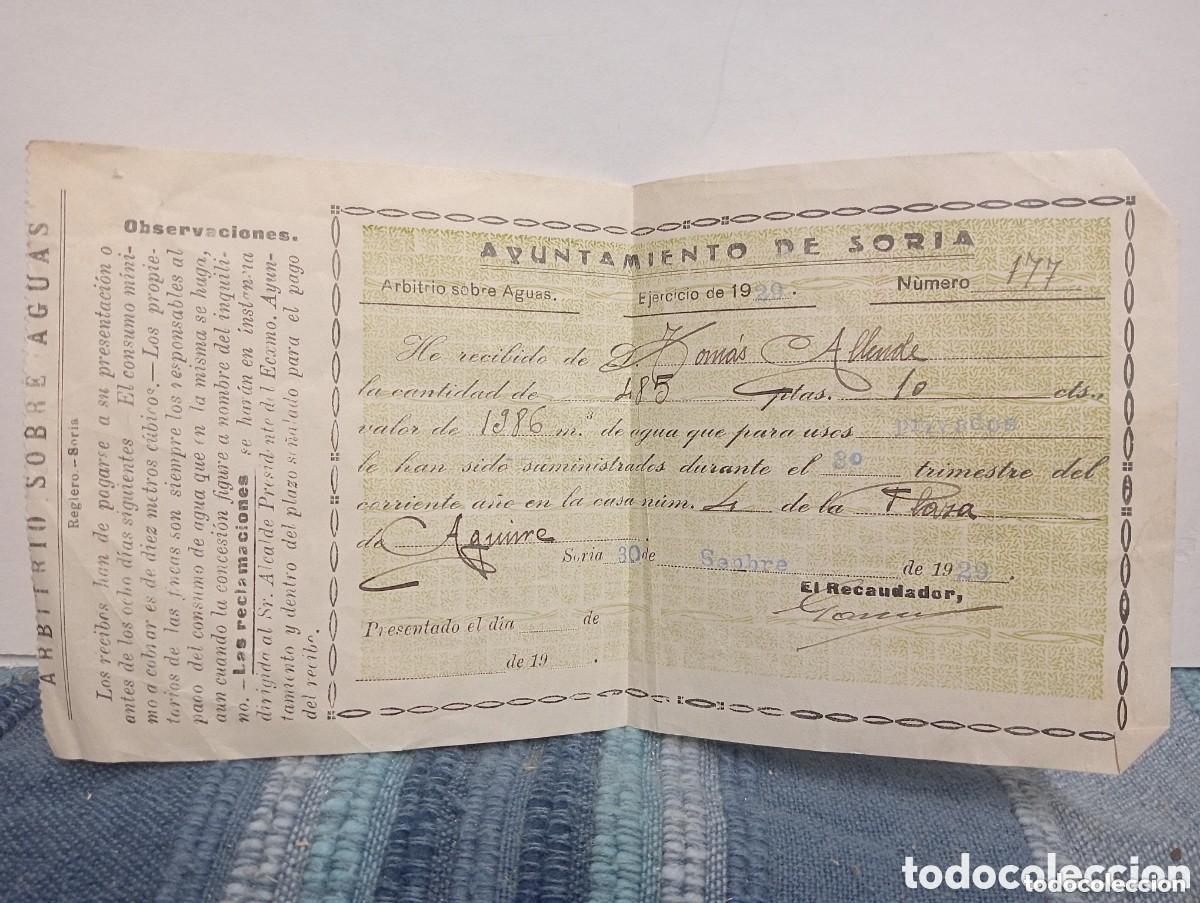 ARBITRIO SOBRE AGUAS
Reglero.-Soria
Observaciones.
Los recibos han de pagarse a su presentación o
antes de los ocho días siguientes El consumo míni-
mo a cobrar es de diez metros cúbicos.—Los propie-
tarios de las fincas son siempre los responsables al
pago del consumo de agua que en la misma se haga,
aun cuando la concesión figure a nombre del inquili-
no.—Las reclamaciones se harán en instancia
dirigida al Sr. Alcalde Presidente del Excmo. Ayun-
tamiento y dentro del plazo señalado para el pago
del recibo.
AYUNTAMIENTO DE SORIA
Arbitrio sobre Aguas. Ejercicio de 1929. Número 177
He recibido de D. Tomás Allende
la cantidad de 485 ptas. 10 cts.,
valor de 1986 m.³ de agua que para usos privados
le han sido suministrados durante el 3o trimestre del
corriente año en la casa núm. 4 de la Plaza
de Aguirre
Soria 30 de Sepbre de 1929.
El Recaudador,
Presentado el día de
de 19 .
todocoleccion
todocoleccion